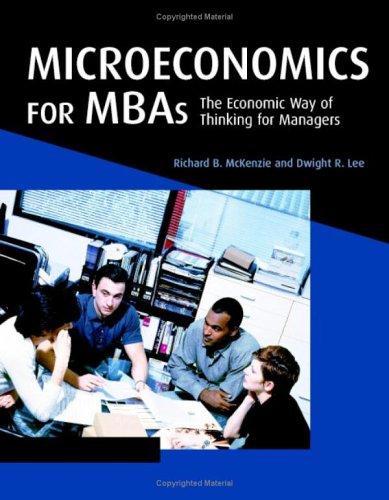 Copyrighted Material
MICROECONOMICS
FOR MBAs
The Economic Way of
Thinking for Managers
Richard B. McKenzie and Dwight R. Lee
Copyrighted Material